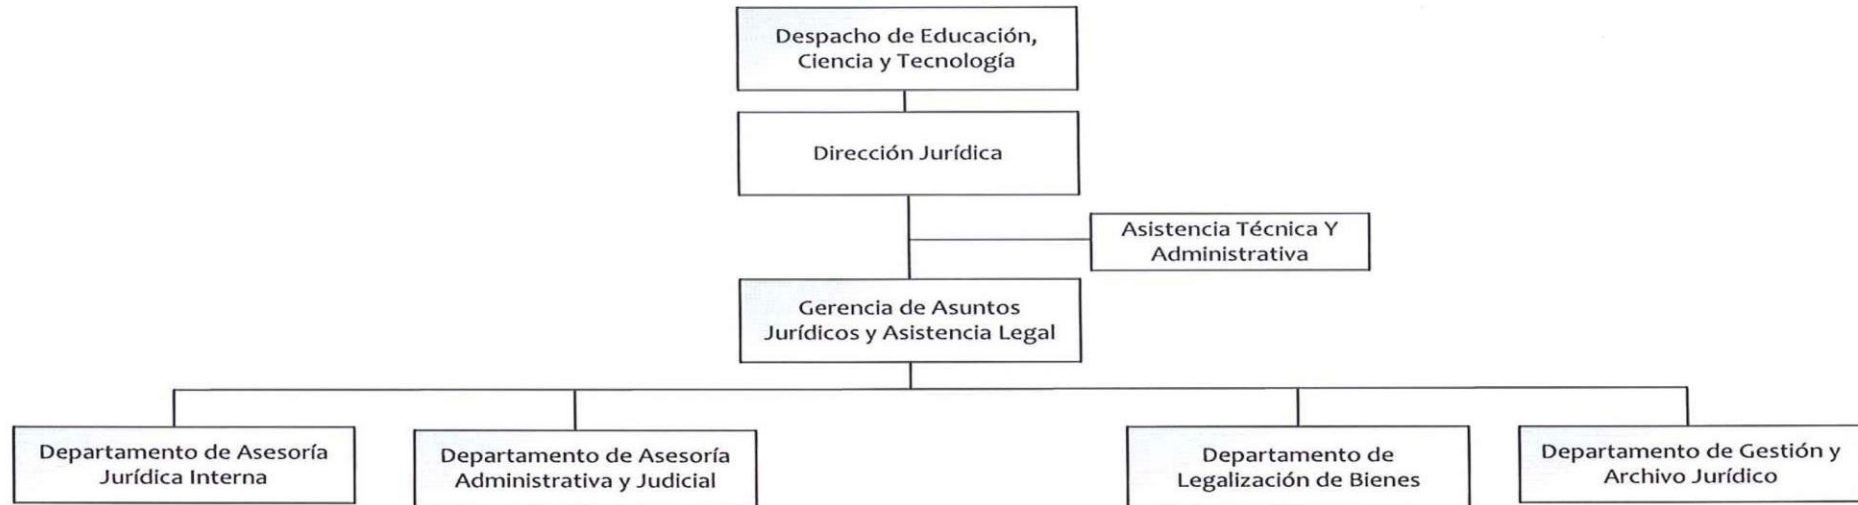 Despacho de Educación,
Ciencia y Tecnología
Dirección Jurídica
Asistencia Técnica Y
Administrativa
Gerencia de Asuntos
Jurídicos y Asistencia Legal
Departamento de Asesoría
Jurídica Interna
Departamento de Asesoría
Administrativa y Judicial
Departamento de
Legalización de Bienes
Departamento de Gestión y
Archivo Jurídico